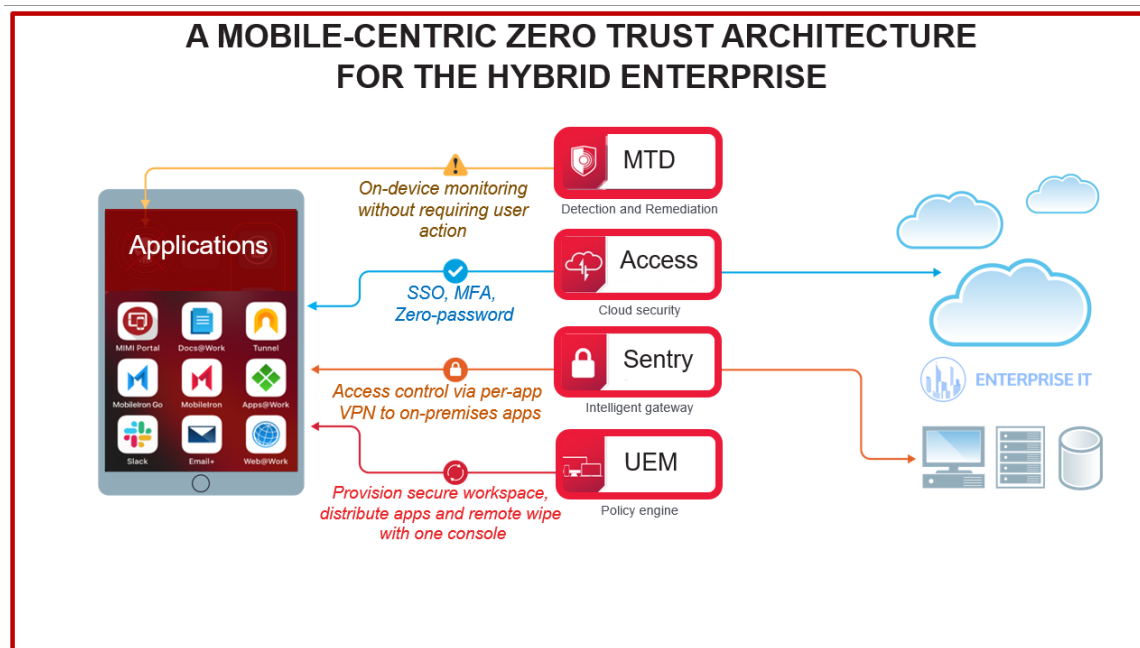 A MOBILE-CENTRIC ZERO TRUST ARCHITECTURE
FOR THE HYBRID ENTERPRISE
MTD
Detection and Remediation
On-device monitoring
without requiring user
action
Applications
Access
Cloud security
SSO, MFA,
Zero-password
Sentry
Intelligent gateway
Access control via per-app
VPN to on-premises apps
UEM
Policy engine
Provision secure workspace,
distribute apps and remote wipe
with one console
MIMI Portal
Docs@Work
Tunnel
MobileIron Go
MobileIron
Apps@Work
Slack
Email+
Web@Work
ENTERPRISE IT